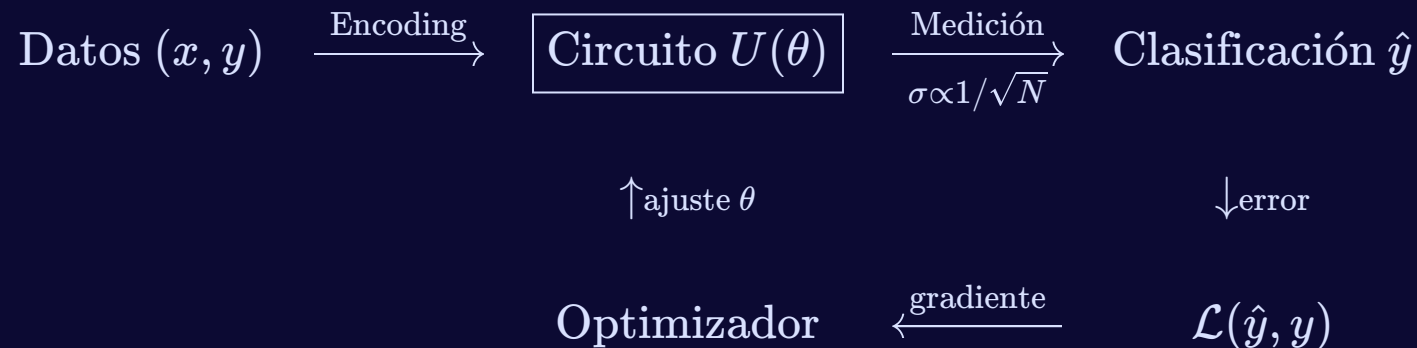 Datos (x, y) Encoding → Circuito U(θ) Medición → Clasificación ŷ
σ∝1/√N
↑ajuste θ ↓error
Optimizador ← gradiente ℒ(ŷ, y)